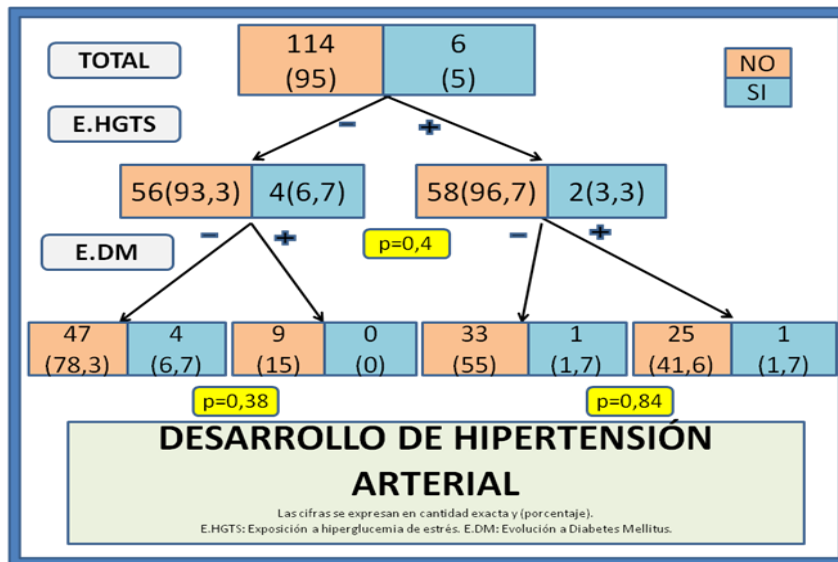 TOTAL
114
(95)
6
(5)
NO
SI
E.HGTS
56(93,3)
4(6,7)
58(96,7)
2(3,3)
E.DM
p=0,4
47
(78,3)
4
(6,7)
9
(15)
0
(0)
33
(55)
1
(1,7)
25
(41,6)
1
(1,7)
p=0,38
p=0,84
DESARROLLO DE HIPERTENSIÓN
ARTERIAL
Las cifras se expresan en cantidad exacta y (porcentaje).
E.HGTS: Exposición a hiperglucemia de estrés. E.DM: Evolución a Diabetes Mellitus.